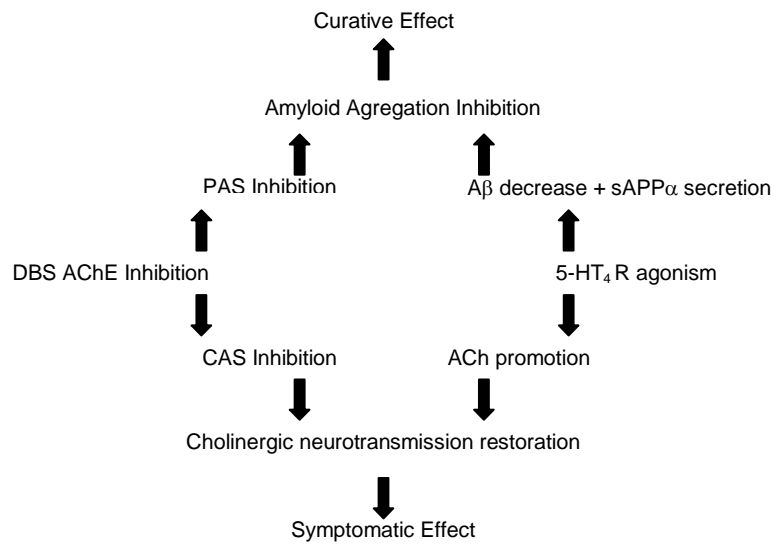 Curative Effect
Amyloid Agregation Inhibition
PAS Inhibition
Aβ decrease + sAPPα secretion
DBS AChE Inhibition
5-HT₄ R agonism
CAS Inhibition
ACh promotion
Cholinergic neurotransmission restoration
Symptomatic Effect